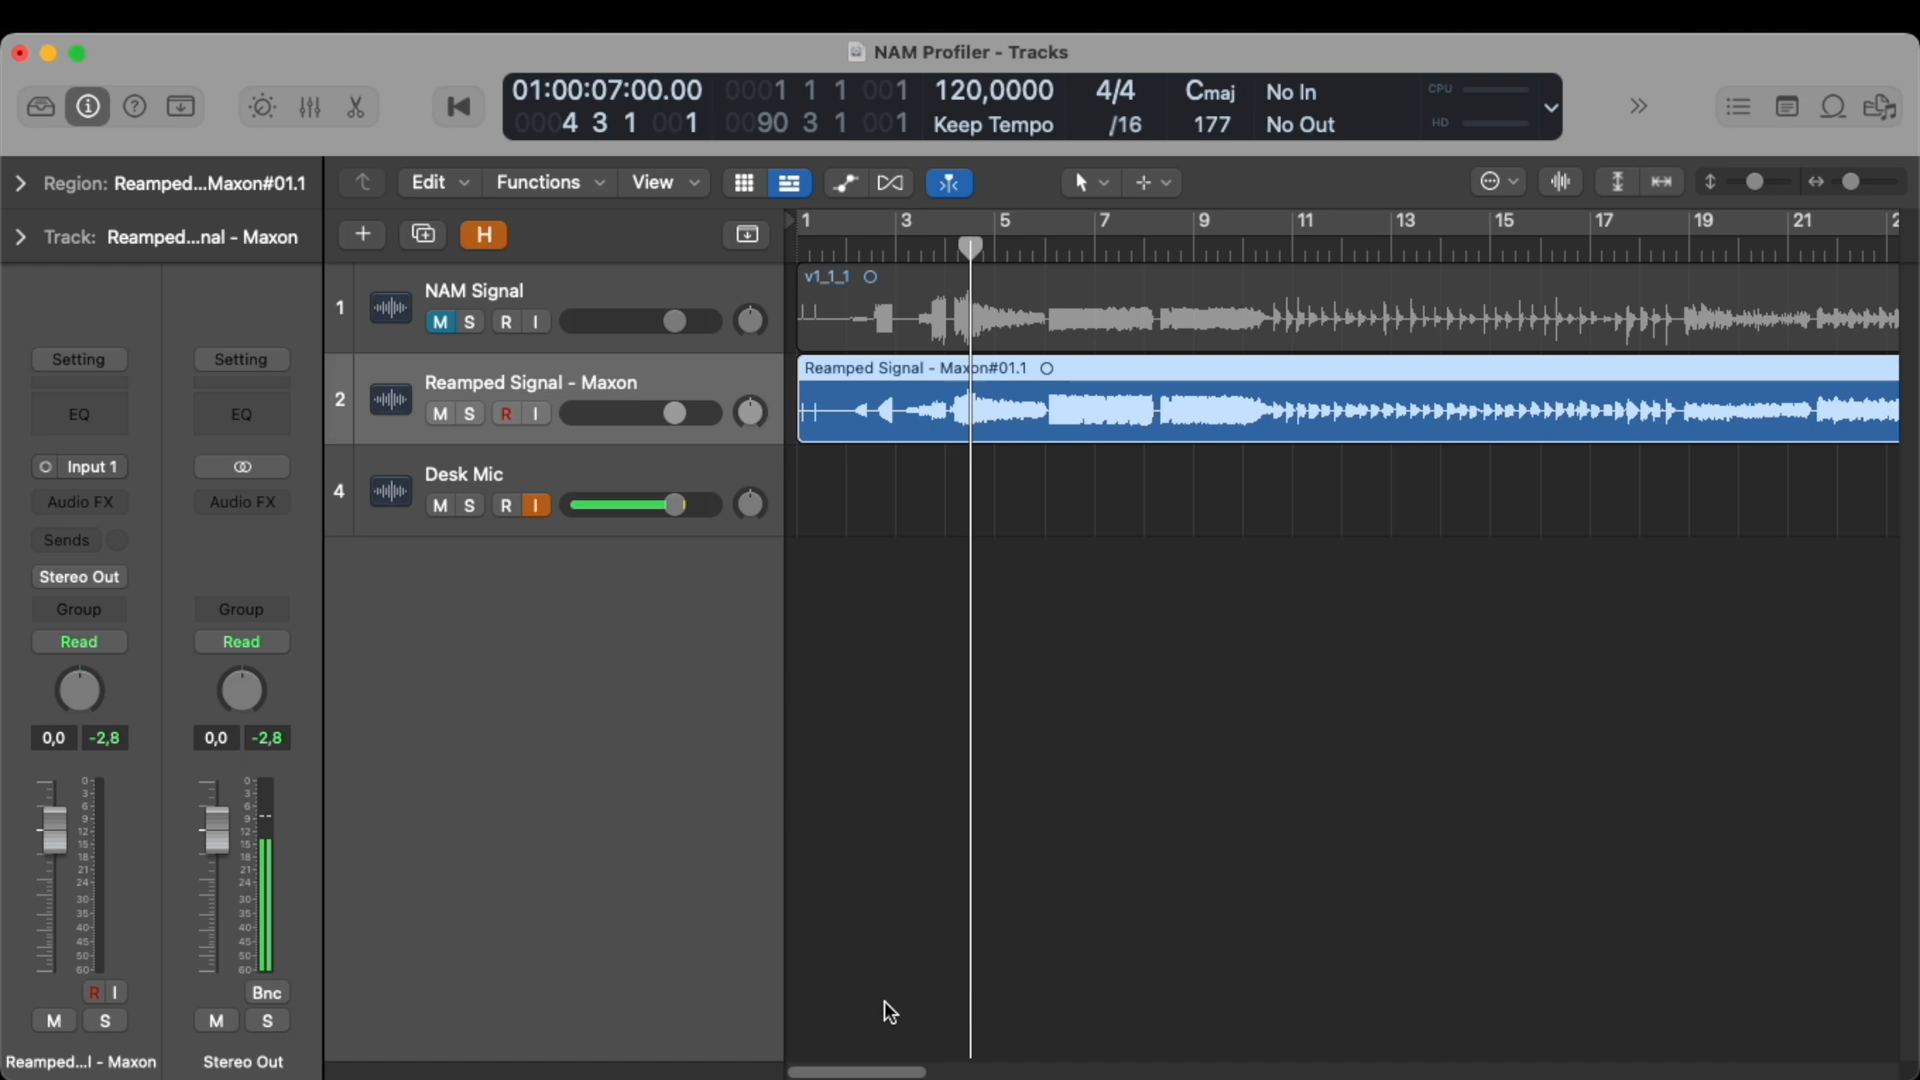 NAM Profiler - Tracks
01:00:07:00.00 0001 1 1 001 120,0000 4/4 Cmaj No In CPU
0004 3 1 001 0090 3 1 001 Keep Tempo /16 177 No Out HD
Region: Reamped...Maxon#01.1
Edit Functions View
Track: Reamped...nal - Maxon
H
1 3 5 7 9 11 13 15 17 19 21 2
1 NAM Signal
M S R I
v1_1_1
2 Reamped Signal - Maxon
M S R I
Reamped Signal - Maxon#01.1
4 Desk Mic
M S R I
Setting Setting
EQ EQ
Input 1
Audio FX Audio FX
Sends
Stereo Out
Group Group
Read Read
0,0 -2,8 0,0 -2,8
0 0
3 3
6 6
9 9
12 12
15 15
18 18
21 21
24 24
30 30
35 35
40 40
45 45
50 50
60 60
R I Bnc
M S M S
Reamped...l - Maxon Stereo Out